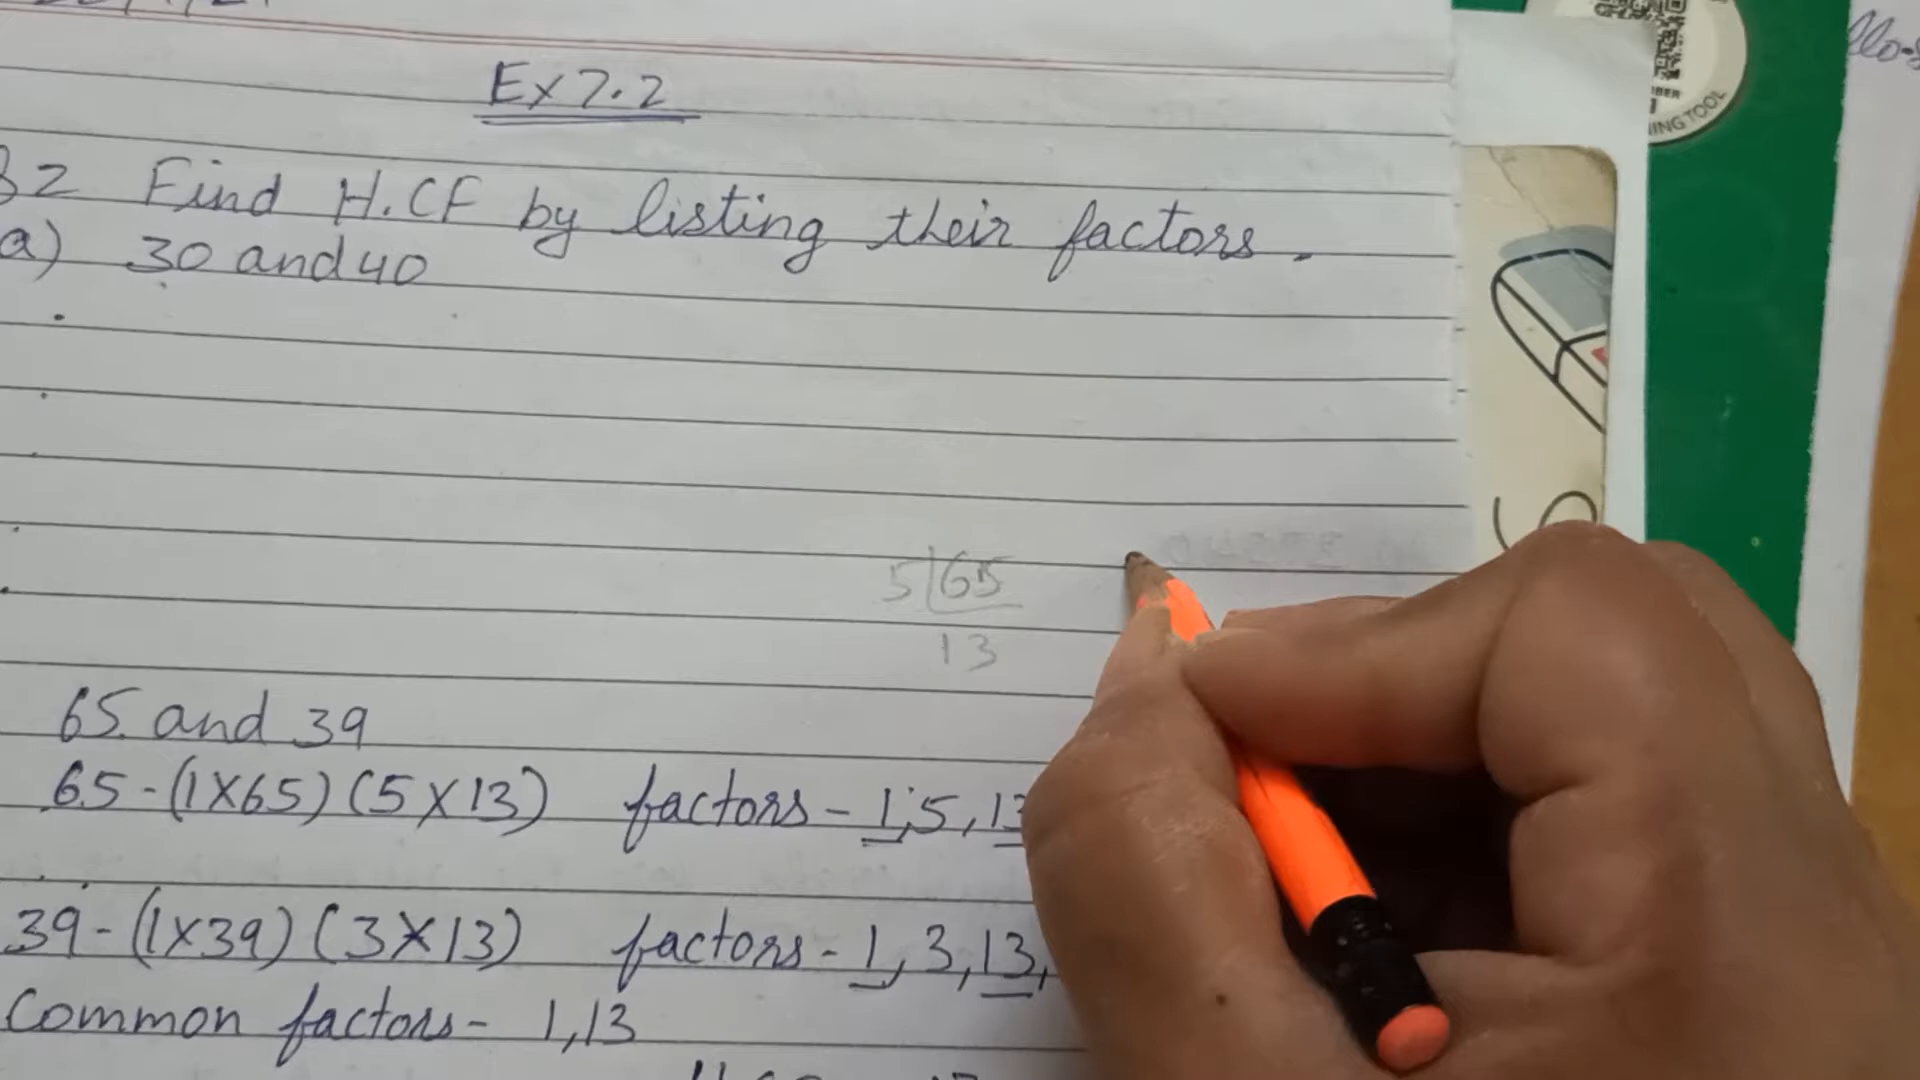 Ex 7.2
2 Find H.CF by listing their factors.
a) 30 and 40
5 65
13
65 and 39
65 - (1X65) (5X13) factors - 1, 5, 13
39 - (1X39) (3X13) factors - 1, 3, 13,
Common factors - 1, 13